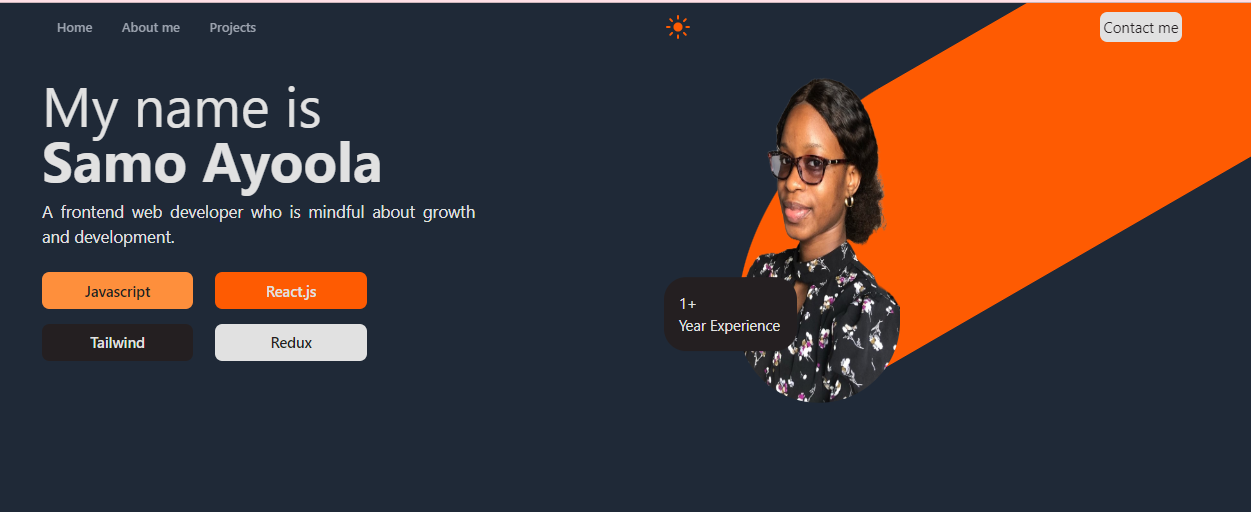 Home About me Projects Contact me
My name is
Samo Ayoola
A frontend web developer who is mindful about growth
and development.
Javascript React.js
Tailwind Redux
1+
Year Experience